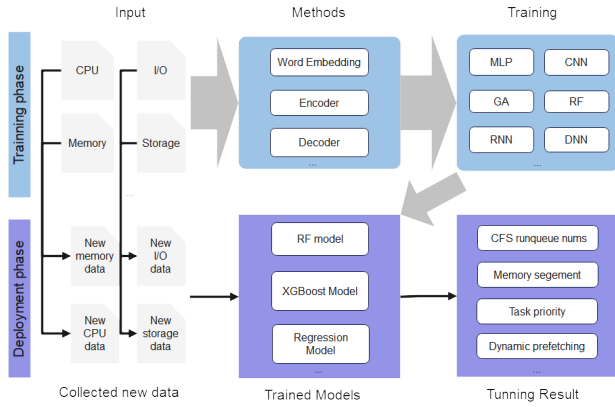 Input
Methods
Training
Trainning phase
CPU
I/O
Memory
Storage
...
Word Embedding
Encoder
Decoder
...
MLP
CNN
GA
RF
RNN
DNN
...
Deployment phase
New
memory
data
New
I/O
data
New
CPU
data
New
storage
data
RF model
XGBoost Model
Regression
Model
...
CFS runqueue nums
Memory segement
Task priority
Dynamic prefetching
...
Collected new data
Trained Models
Tunning Result